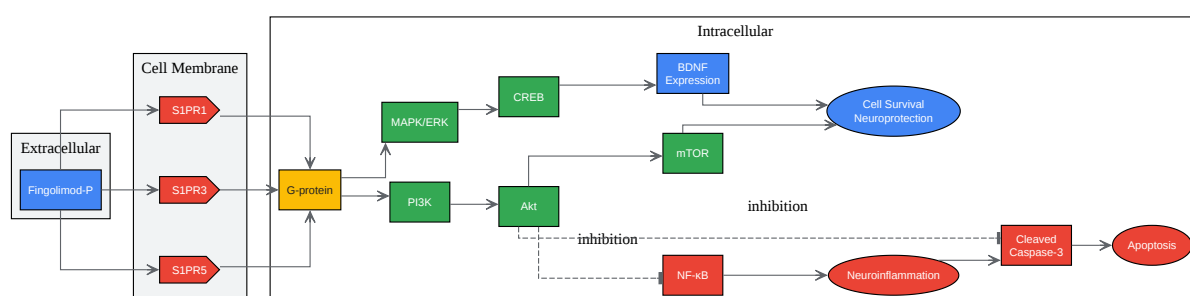 Intracellular
Cell Membrane
Extracellular
Fingolimod-P
S1PR1
S1PR3
S1PR5
G-protein
MAPK/ERK
PI3K
CREB
Akt
BDNF
Expression
mTOR
Cell Survival
Neuroprotection
inhibition
inhibition
NF-κB
Neuroinflammation
Cleaved
Caspase-3
Apoptosis